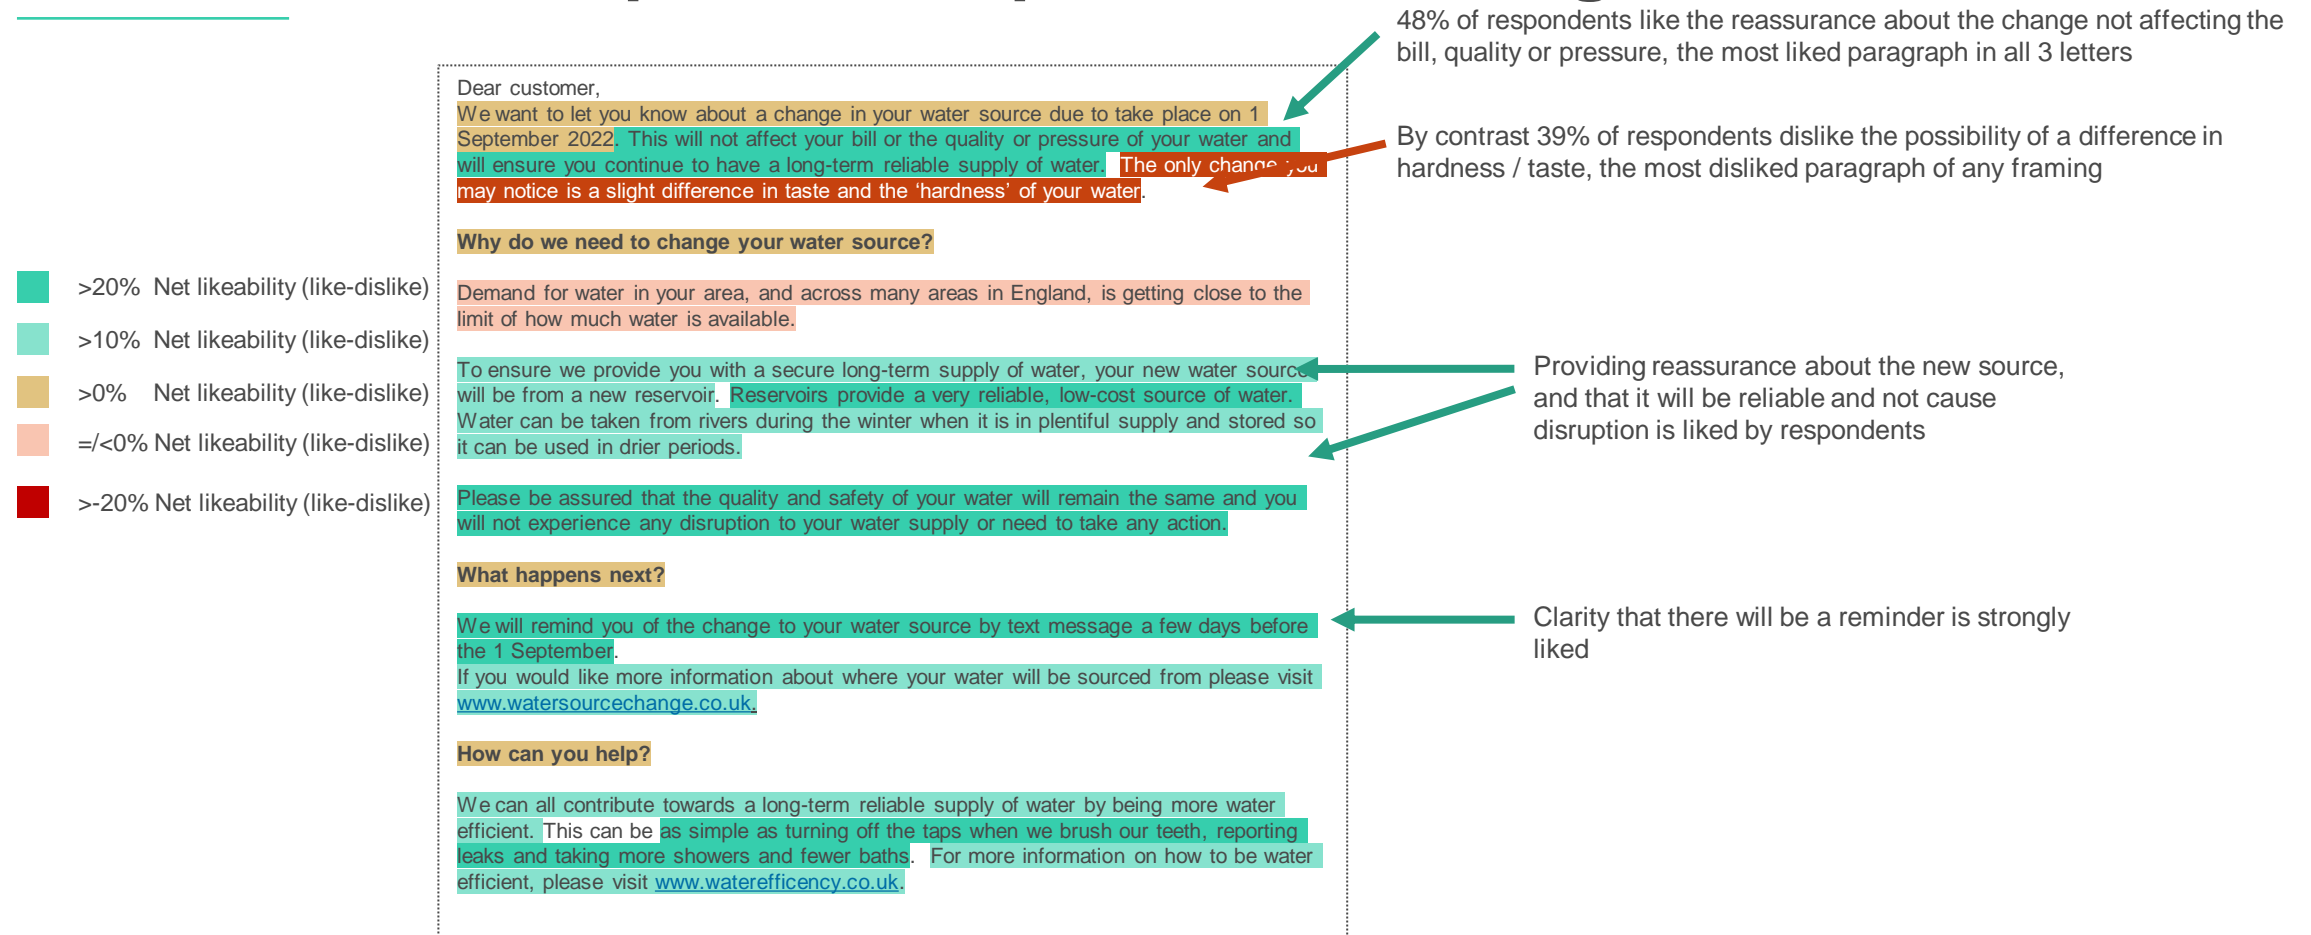 48% of respondents like the reassurance about the change not affecting the
bill, quality or pressure, the most liked paragraph in all 3 letters
By contrast 39% of respondents dislike the possibility of a difference in
hardness / taste, the most disliked paragraph of any framing
Dear customer,
We want to let you know about a change in your water source due to take place on 1
September 2022. This will not affect your bill or the quality or pressure of your water and
will ensure you continue to have a long-term reliable supply of water. The only change you
may notice is a slight difference in taste and the ‘hardness’ of your water.
Why do we need to change your water source?
Demand for water in your area, and across many areas in England, is getting close to the
limit of how much water is available.
To ensure we provide you with a secure long-term supply of water, your new water source
will be from a new reservoir. Reservoirs provide a very reliable, low-cost source of water.
Water can be taken from rivers during the winter when it is in plentiful supply and stored so
it can be used in drier periods.
Please be assured that the quality and safety of your water will remain the same and you
will not experience any disruption to your water supply or need to take any action.
What happens next?
We will remind you of the change to your water source by text message a few days before
the 1 September.
If you would like more information about where your water will be sourced from please visit
www.watersourcechange.co.uk.
How can you help?
We can all contribute towards a long-term reliable supply of water by being more water
efficient. This can be as simple as turning off the taps when we brush our teeth, reporting
leaks and taking more showers and fewer baths. For more information on how to be water
efficient, please visit www.waterefficency.co.uk.
>20% Net likeability (like-dislike)
>10% Net likeability (like-dislike)
>0% Net likeability (like-dislike)
=/<0% Net likeability (like-dislike)
>-20% Net likeability (like-dislike)
Providing reassurance about the new source,
and that it will be reliable and not cause
disruption is liked by respondents
Clarity that there will be a reminder is strongly
liked